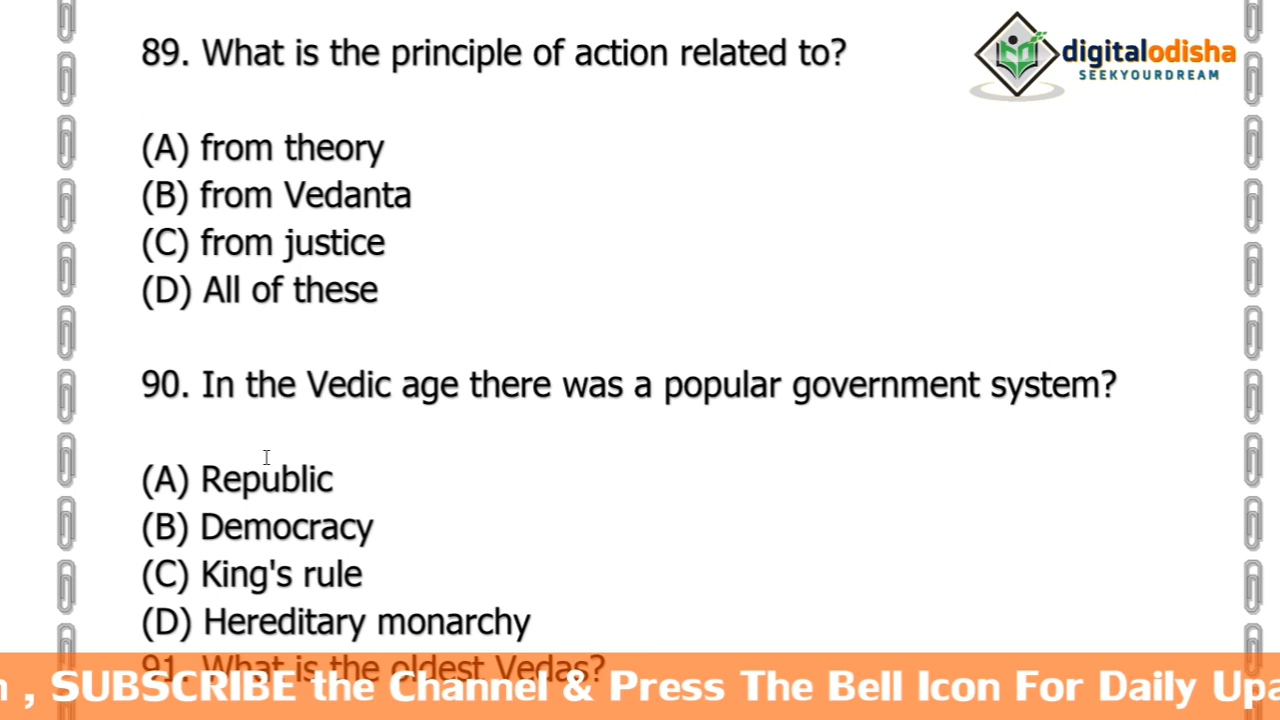 digitalodisha
SEEKYOURDREAM
89. What is the principle of action related to?
(A) from theory
(B) from Vedanta
(C) from justice
(D) All of these
90. In the Vedic age there was a popular government system?
(A) Republic
(B) Democracy
(C) King's rule
(D) Hereditary monarchy
91. What is the oldest Vedas?
, SUBSCRIBE the Channel & Press The Bell Icon For Daily